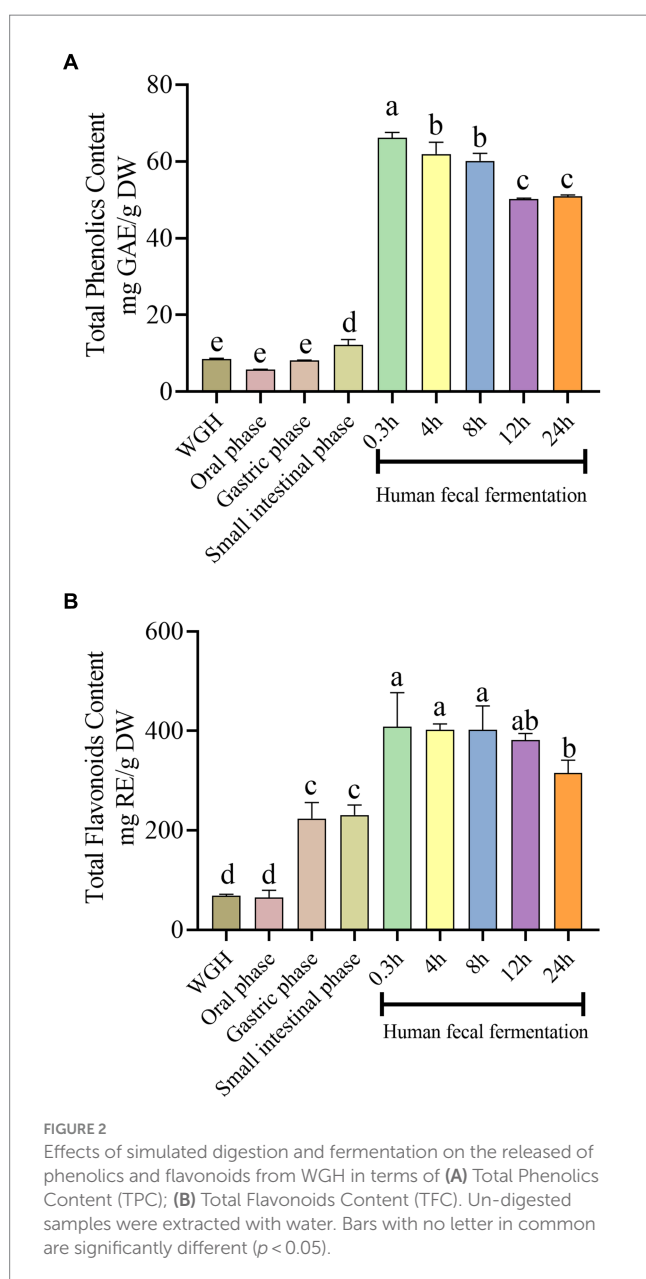 A
Total Phenolics Content
mg GAE/g DW
80
60
40
20
0
e
e
e
d
a
b
b
c
c
WGH
Oral phase
Gastric phase
Small intestinal phase
0.3h
4h
8h
12h
24h
Human fecal fermentation
B
Total Flavonoids Content
mg RE/g DW
600
400
200
0
d
d
c
c
a
a
a
ab
b
WGH
Oral phase
Gastric phase
Small intestinal phase
0.3h
4h
8h
12h
24h
Human fecal fermentation
FIGURE 2
Effects of simulated digestion and fermentation on the released of
phenolics and flavonoids from WGH in terms of (A) Total Phenolics
Content (TPC); (B) Total Flavonoids Content (TFC). Un-digested
samples were extracted with water. Bars with no letter in common
are significantly different (p < 0.05).